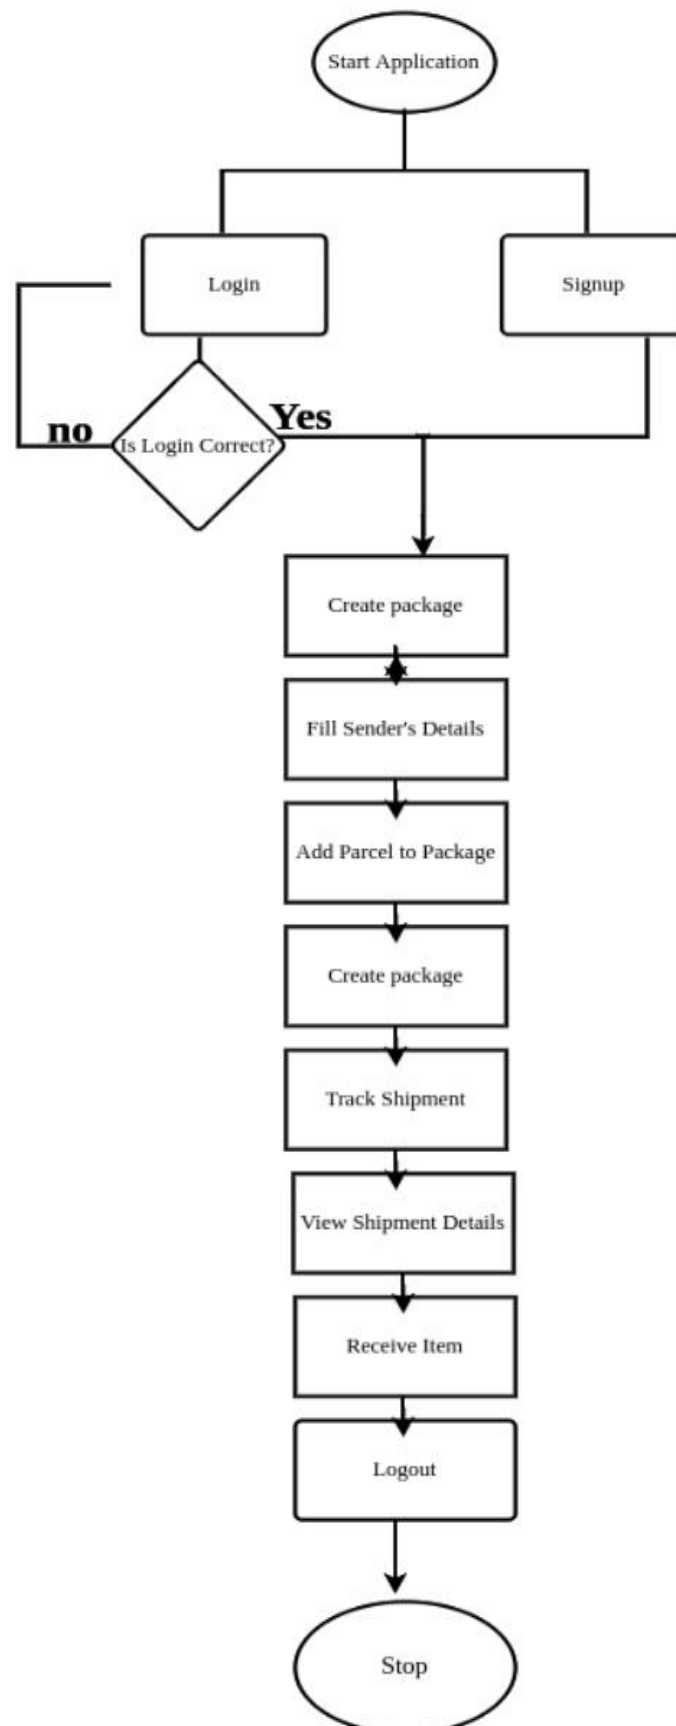 Start Application
Login
Signup
Yes
no
Is Login Correct?
Create package
Fill Sender's Details
Add Parcel to Package
Create package
Track Shipment
View Shipment Details
Receive Item
Logout
Stop